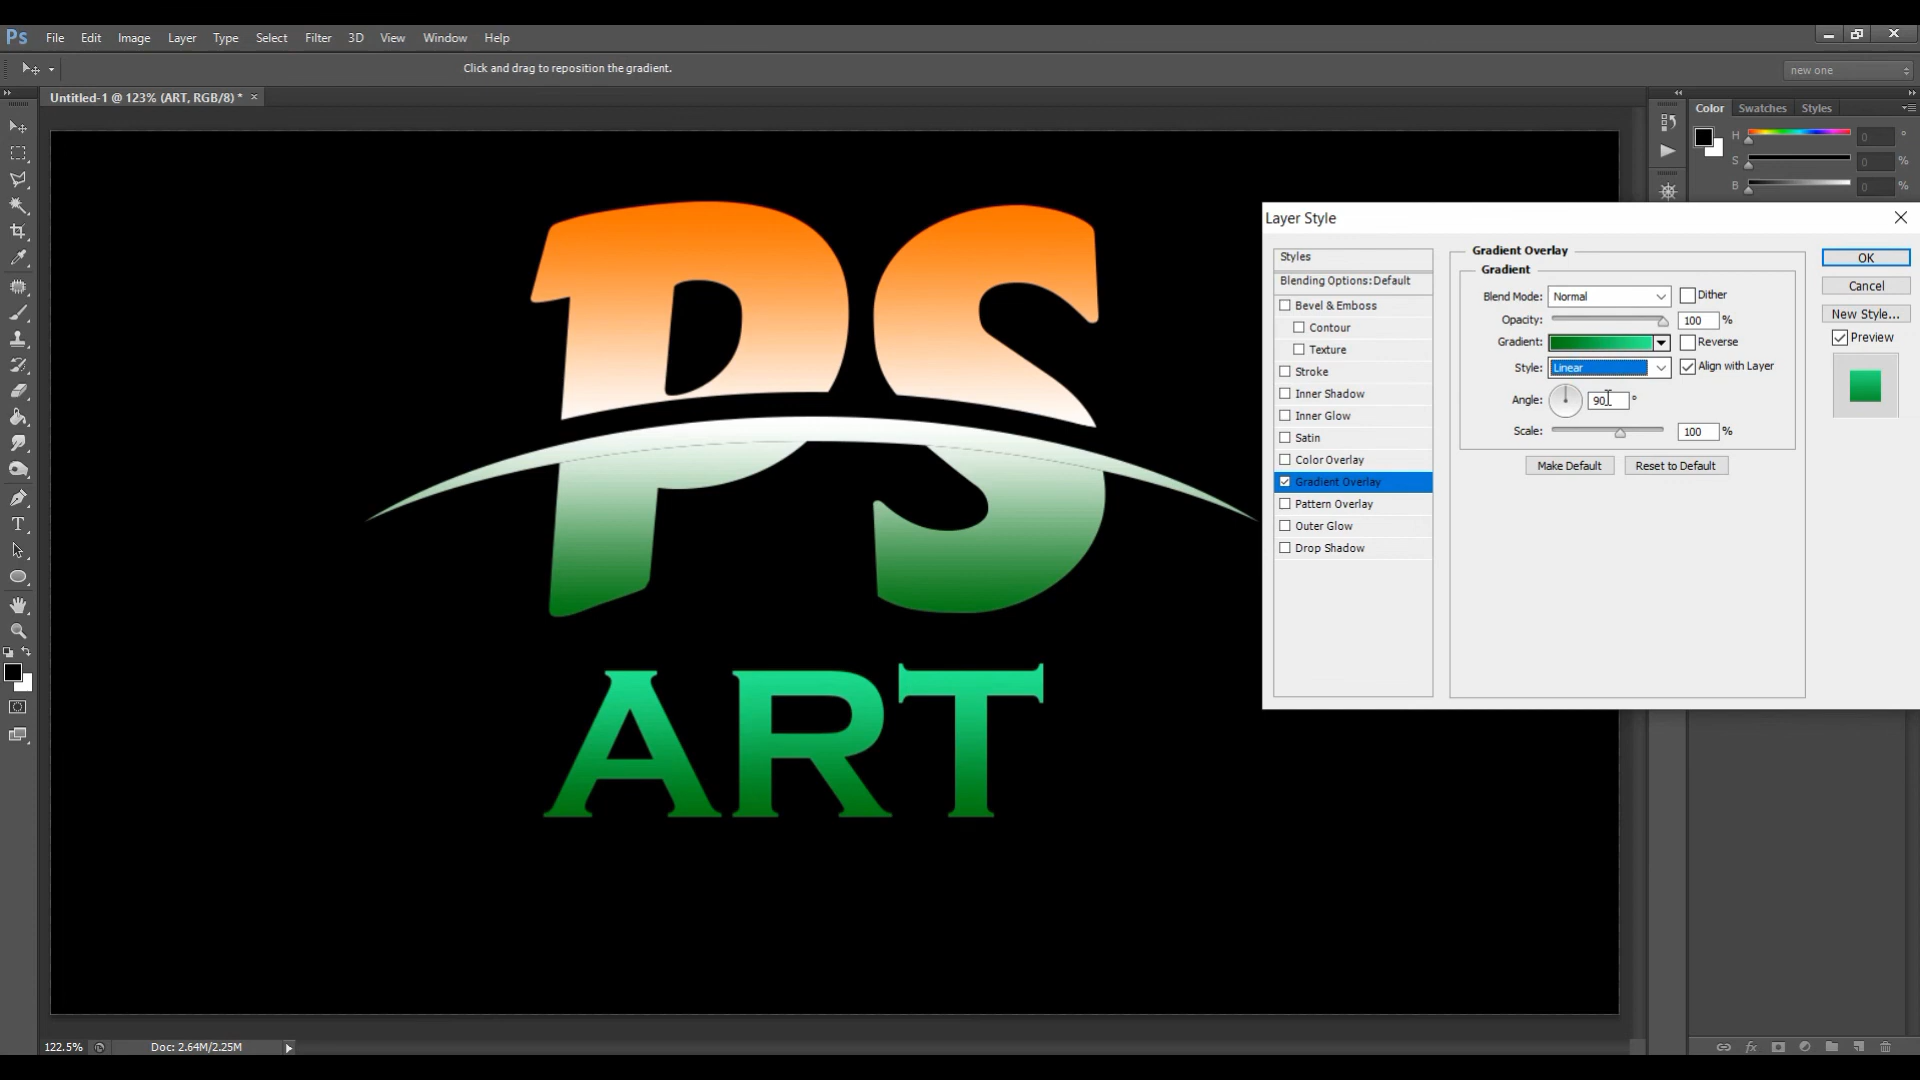 Ps File Edit Image Layer Type Select Filter 3D View Window Help
Click and drag to reposition the gradient.
new one
Untitled-1 @ 123% (ART, RGB/8) * ×
Color Swatches Styles
H 0 °
S 0 %
B 0 %
PS
ART
Layer Style
Styles
Blending Options: Default
Bevel & Emboss
Contour
Texture
Stroke
Inner Shadow
Inner Glow
Satin
Color Overlay
Gradient Overlay
Pattern Overlay
Outer Glow
Drop Shadow
Gradient Overlay
Gradient
Blend Mode: Normal Dither
Opacity: 100 %
Gradient: Reverse
Style: Linear Align with Layer
Angle: 90 °
Scale: 100 %
Make Default Reset to Default
OK
Cancel
New Style...
Preview
122.5% Doc: 2.64M/2.25M
fx